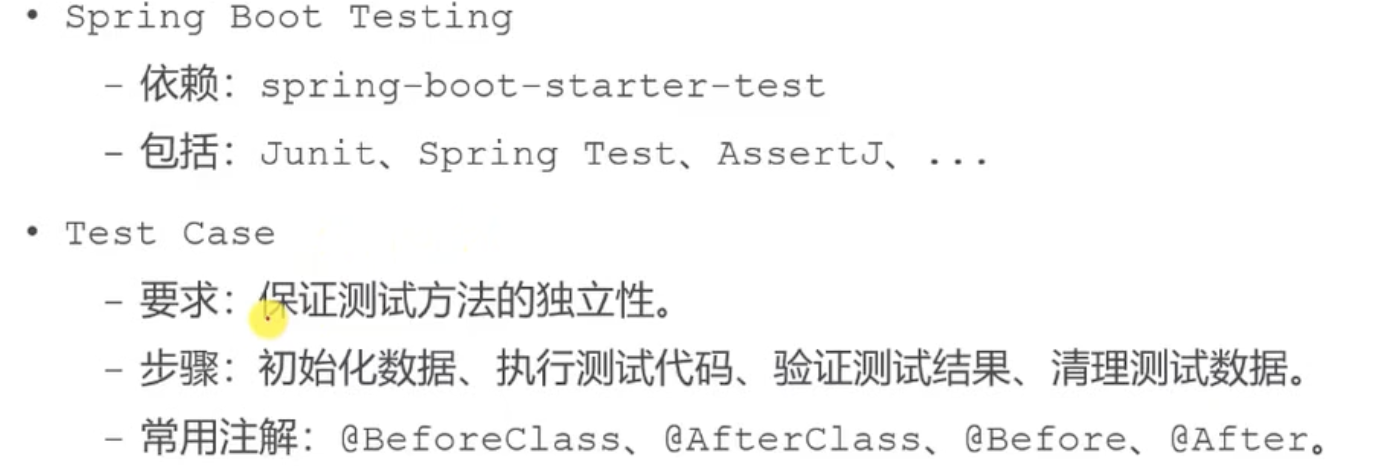 • Spring Boot Testing
– 依赖：spring-boot-starter-test
– 包括：Junit、Spring Test、AssertJ、...
• Test Case
– 要求：保证测试方法的独立性。
– 步骤：初始化数据、执行测试代码、验证测试结果、清理测试数据。
– 常用注解：@BeforeClass、@AfterClass、@Before、@After。